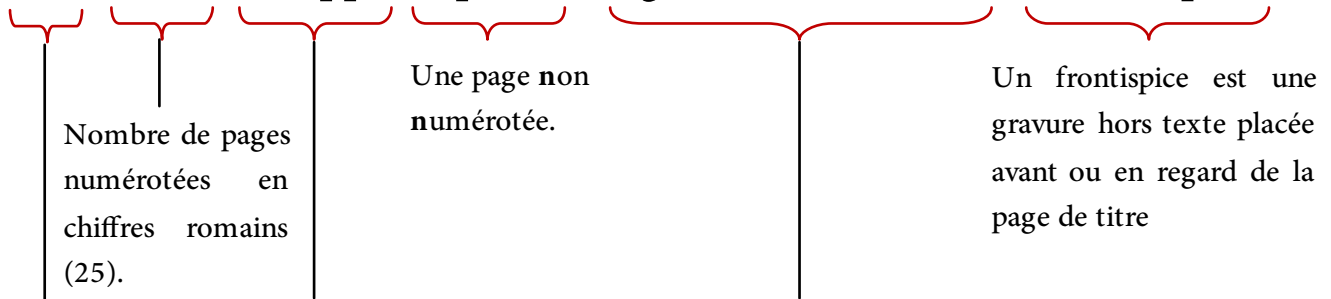 Une page non
numérotée.
Un frontispice est une
gravure hors texte placée
avant ou en regard de la
page de titre
Nombre de pages
numérotées en
chiffres romains
(25).